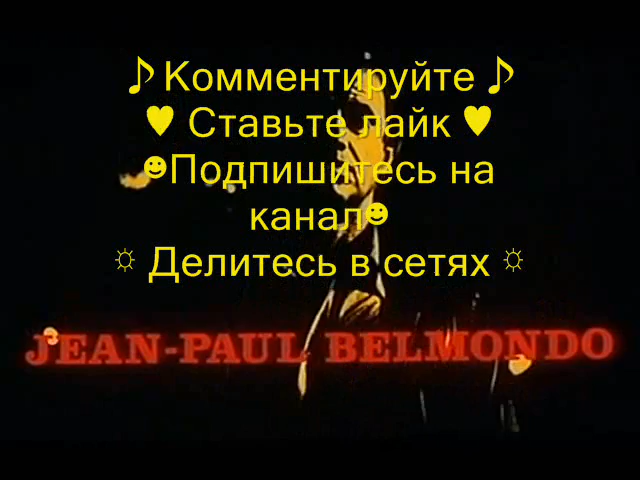 ♪Комментируйте♪
♥ Ставьте лайк ♥
☻Подпишитесь на
канал☻
☼ Делитесь в сетях ☼
JEAN-PAUL BELMONDO